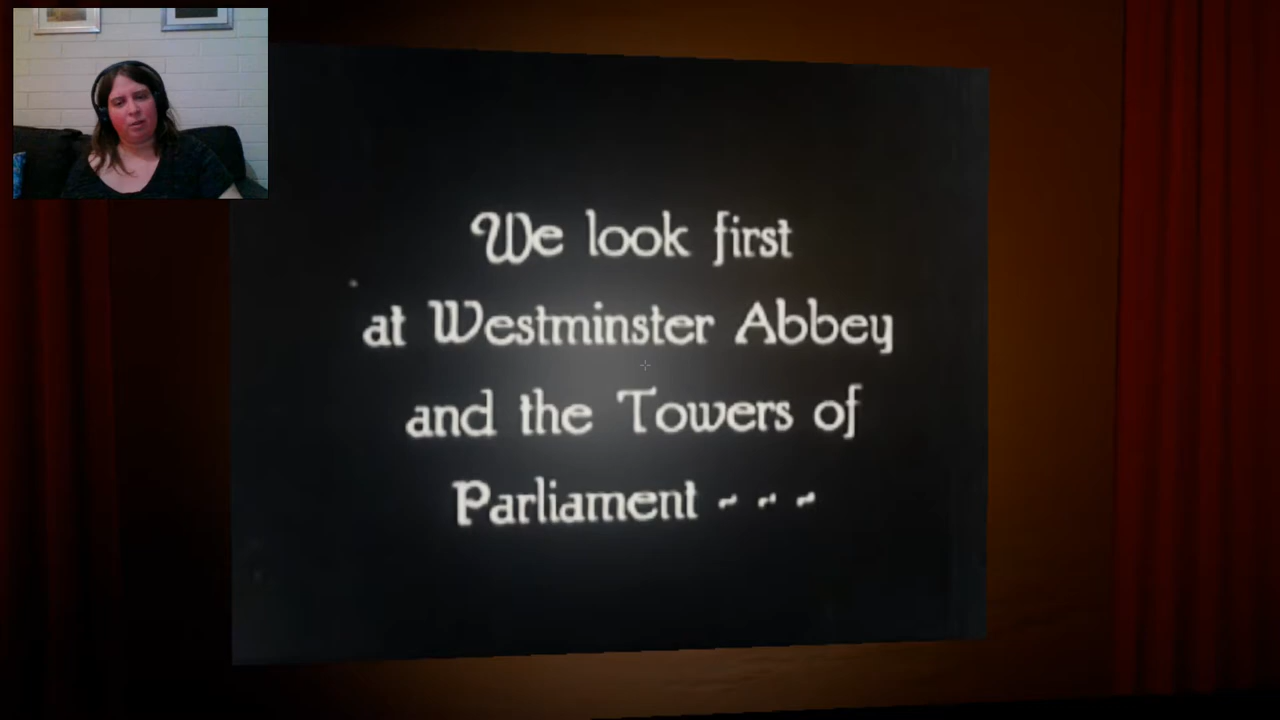 We look first
at Westminster Abbey
and the Towers of
Parliament - - -